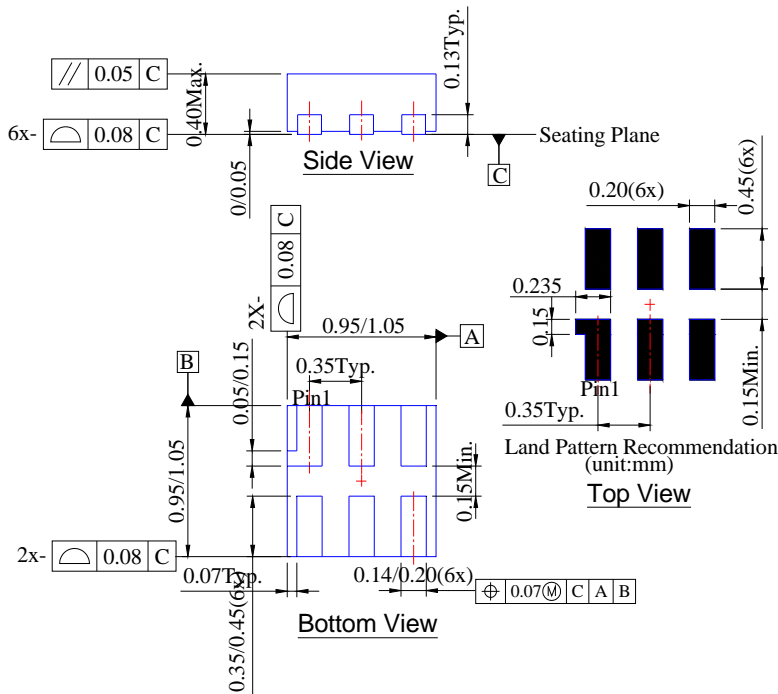 // 0.05 C
6x- ⌓ 0.08 C
0.40Max.
0/0.05
0.13Typ.
Side View
Seating Plane
C
0.20(6x)
0.45(6x)
0.235
0.15
0.15Min.
Pin1
0.35Typ.
Land Pattern Recommendation
(unit:mm)
Top View
2X- ⌓ 0.08 C
0.95/1.05
A
B
0.35Typ.
0.05/0.15
Pin1
0.95/1.05
0.15Min.
2x- ⌓ 0.08 C
0.07Typ.
0.14/0.20(6x)
0.35/0.45(6x)
⌖ 0.07Ⓜ C A B
Bottom View